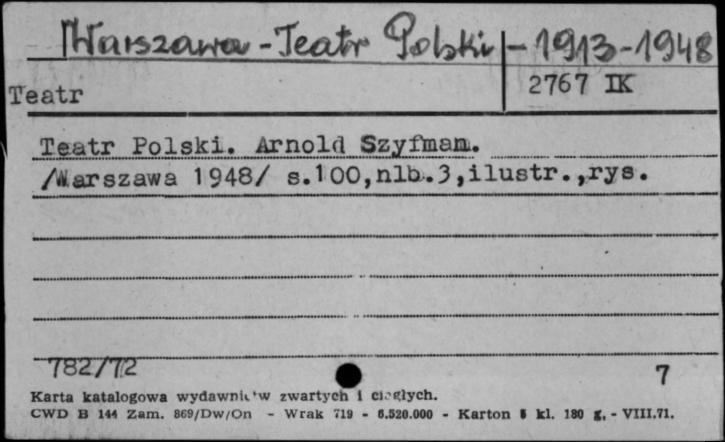 Warszawa - Teatr Polski - 1913-1948
2767 IK
Teatr
Teatr Polski. Arnold Szyfman.
/Warszawa 1948/ s.100,nlb.3,ilustr.,rys.
782/72
7
Karta katalogowa wydawnictw zwartych i ciągłych.
CWD B 144 Zam. 869/Dw/On - Wrak 719 - 6.520.000 - Karton 5 kl. 180 g. - VIII.71.